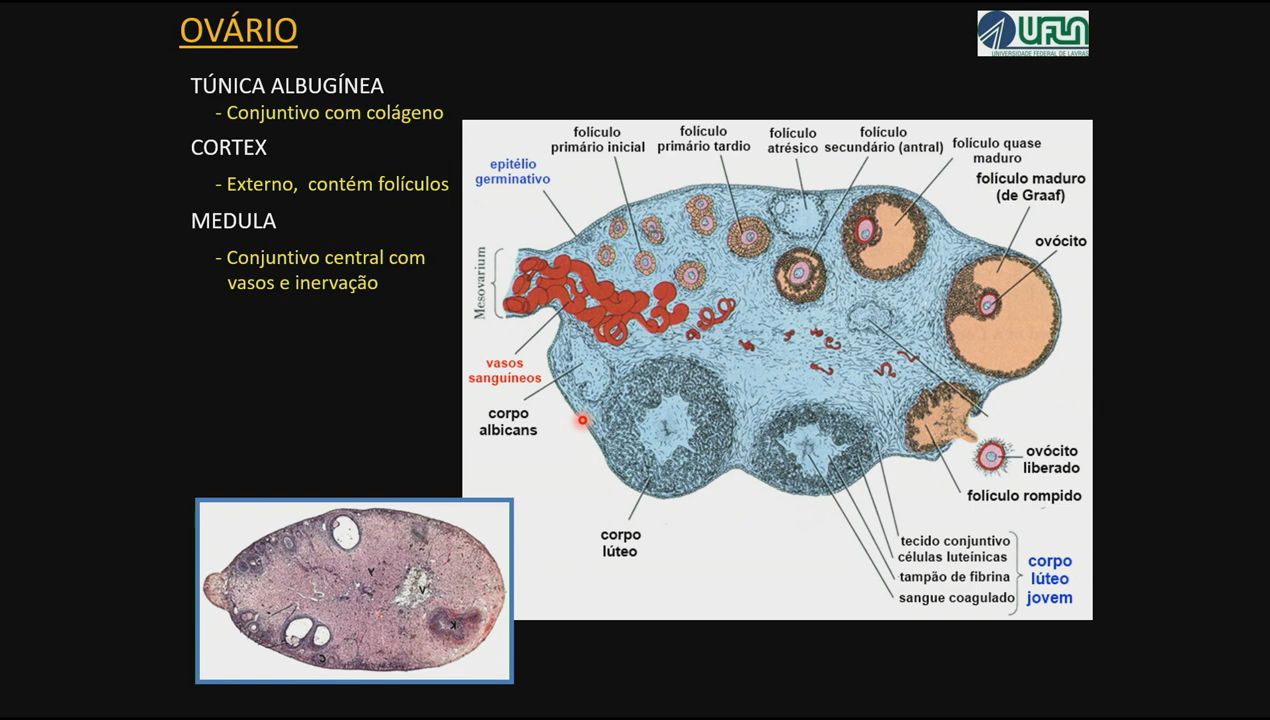 OVÁRIO
UFLA
UNIVERSIDADE FEDERAL DE LAVRAS
TÚNICA ALBUGÍNEA
- Conjuntivo com colágeno
CORTEX
- Externo, contém folículos
MEDULA
- Conjuntivo central com
vasos e inervação
folículo
primário inicial
folículo
primário tardio
folículo
atrésico
folículo
secundário (antral)
folículo quase
maduro
folículo maduro
(de Graaf)
ovócito
epitélio
germinativo
Mesovarium
vasos
sanguíneos
corpo
albicans
corpo
lúteo
ovócito
liberado
folículo rompido
tecido conjuntivo
células luteínicas
tampão de fibrina
sangue coagulado
corpo
lúteo
jovem
Y
V
K
C